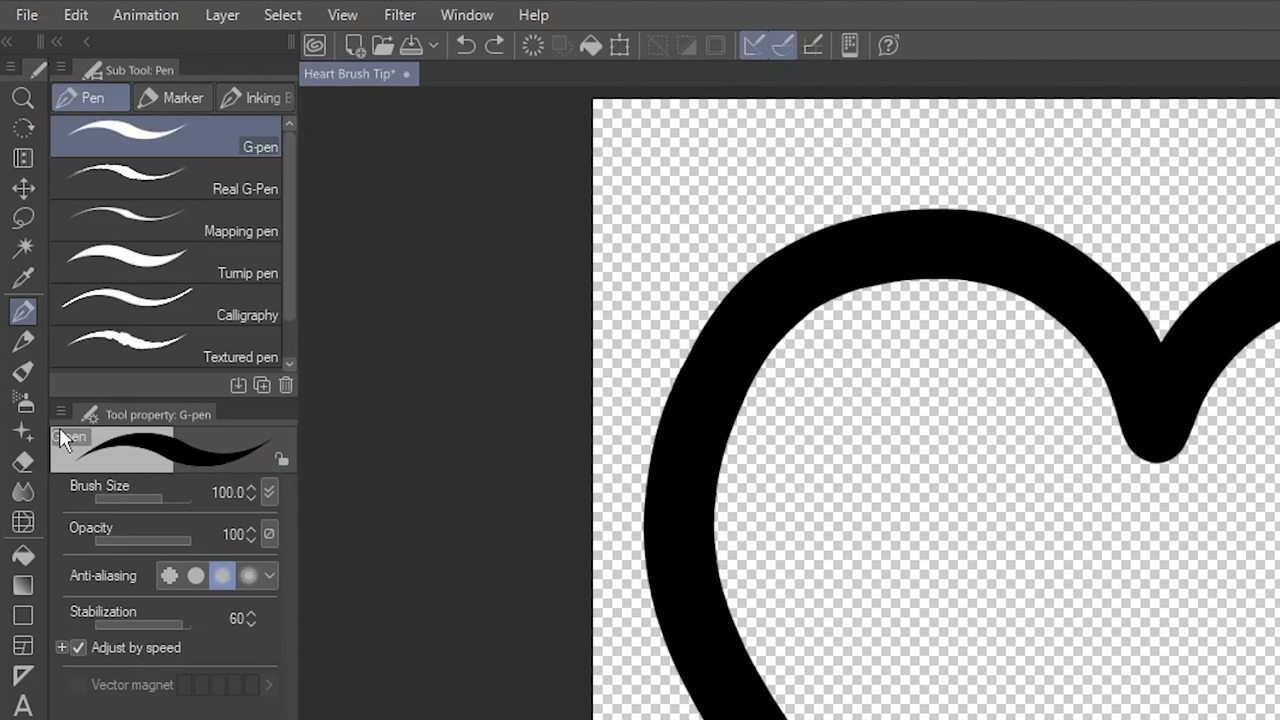 File Edit Animation Layer Select View Filter Window Help
Sub Tool: Pen
Heart Brush Tip*
Pen Marker Inking B
G-pen
Real G-Pen
Mapping pen
Turnip pen
Calligraphy
Textured pen
Tool property: G-pen
Brush Size 100.0
Opacity 100
Anti-aliasing
Stabilization 60
Adjust by speed
Vector magnet
A